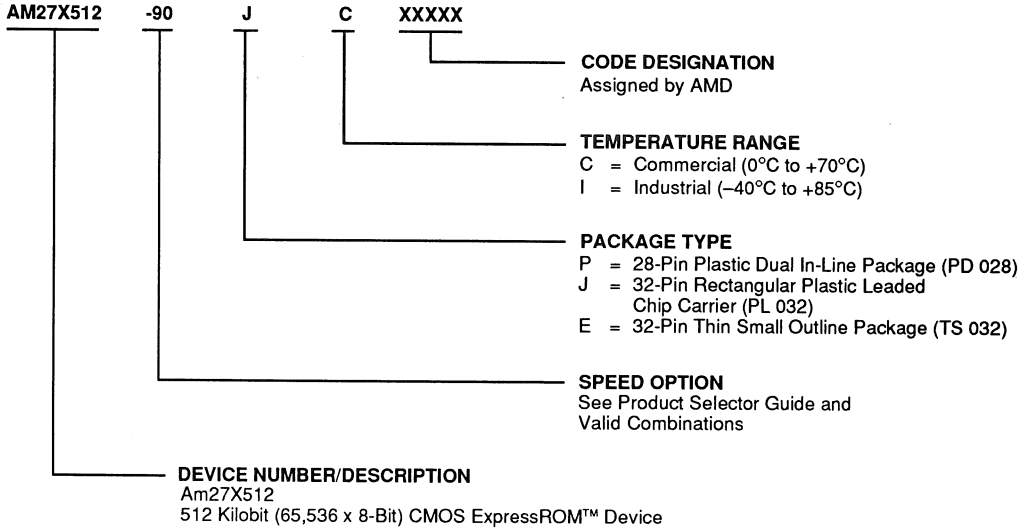 AM27X512 -90 J C XXXXX
CODE DESIGNATION
Assigned by AMD
TEMPERATURE RANGE
C = Commercial (0°C to +70°C)
I = Industrial (–40°C to +85°C)
PACKAGE TYPE
P = 28-Pin Plastic Dual In-Line Package (PD 028)
J = 32-Pin Rectangular Plastic Leaded
Chip Carrier (PL 032)
E = 32-Pin Thin Small Outline Package (TS 032)
SPEED OPTION
See Product Selector Guide and
Valid Combinations
DEVICE NUMBER/DESCRIPTION
Am27X512
512 Kilobit (65,536 x 8-Bit) CMOS ExpressROM™ Device